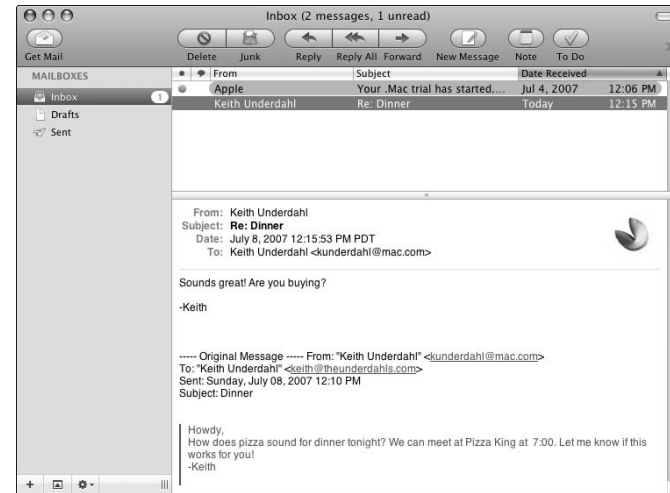 Inbox (2 messages, 1 unread)
Get Mail Delete Junk Reply Reply All Forward New Message Note To Do
MAILBOXES
Inbox 1
Drafts
Sent
From Subject Date Received
Apple Your .Mac trial has started.... Jul 4, 2007 12:06 PM
Keith Underdahl Re: Dinner Today 12:15 PM
From: Keith Underdahl
Subject: Re: Dinner
Date: July 8, 2007 12:15:53 PM PDT
To: Keith Underdahl <kunderdahl@mac.com>
Sounds great! Are you buying?
-Keith
----- Original Message ----- From: "Keith Underdahl" <kunderdahl@mac.com>
To: "Keith Underdahl" <keith@theunderdahls.com>
Sent: Sunday, July 08, 2007 12:10 PM
Subject: Dinner
Howdy,
How does pizza sound for dinner tonight? We can meet at Pizza King at 7:00. Let me know if this
works for you!
-Keith